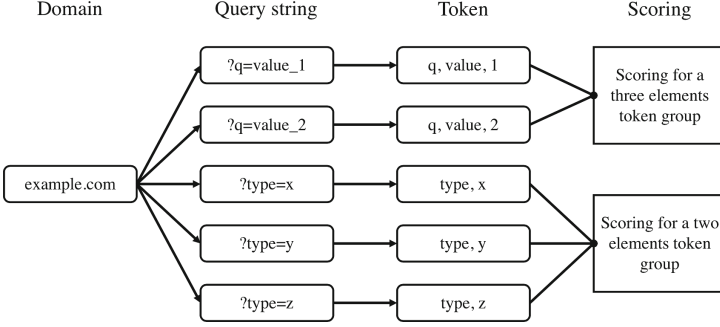 Domain
Query string
Token
Scoring
?q=value_1
q, value, 1
Scoring for a
three elements
token group
?q=value_2
q, value, 2
example.com
?type=x
type, x
?type=y
type, y
Scoring for a two
elements token
group
?type=z
type, z